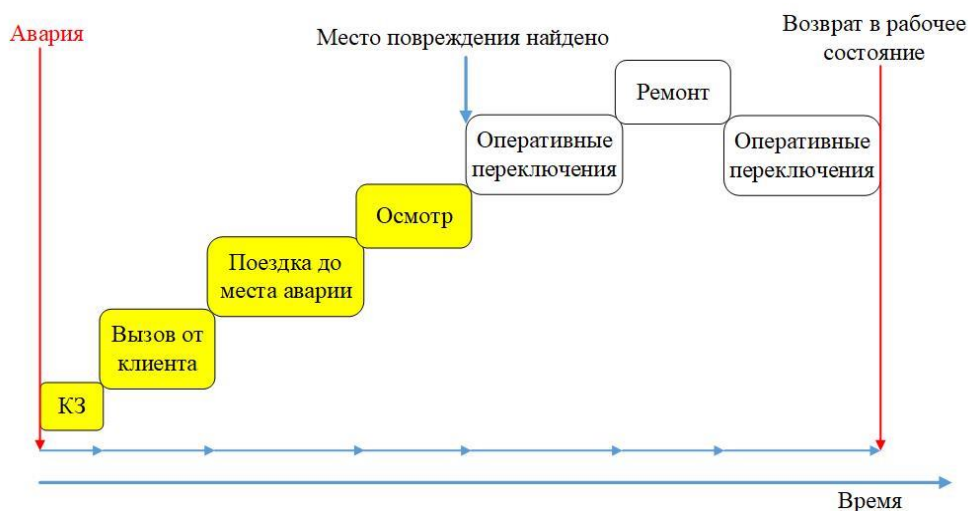 Авария
Место повреждения найдено
Возврат в рабочее
состояние
Ремонт
Оперативные
переключения
Оперативные
переключения
Осмотр
Поездка до
места аварии
Вызов от
клиента
КЗ
Время